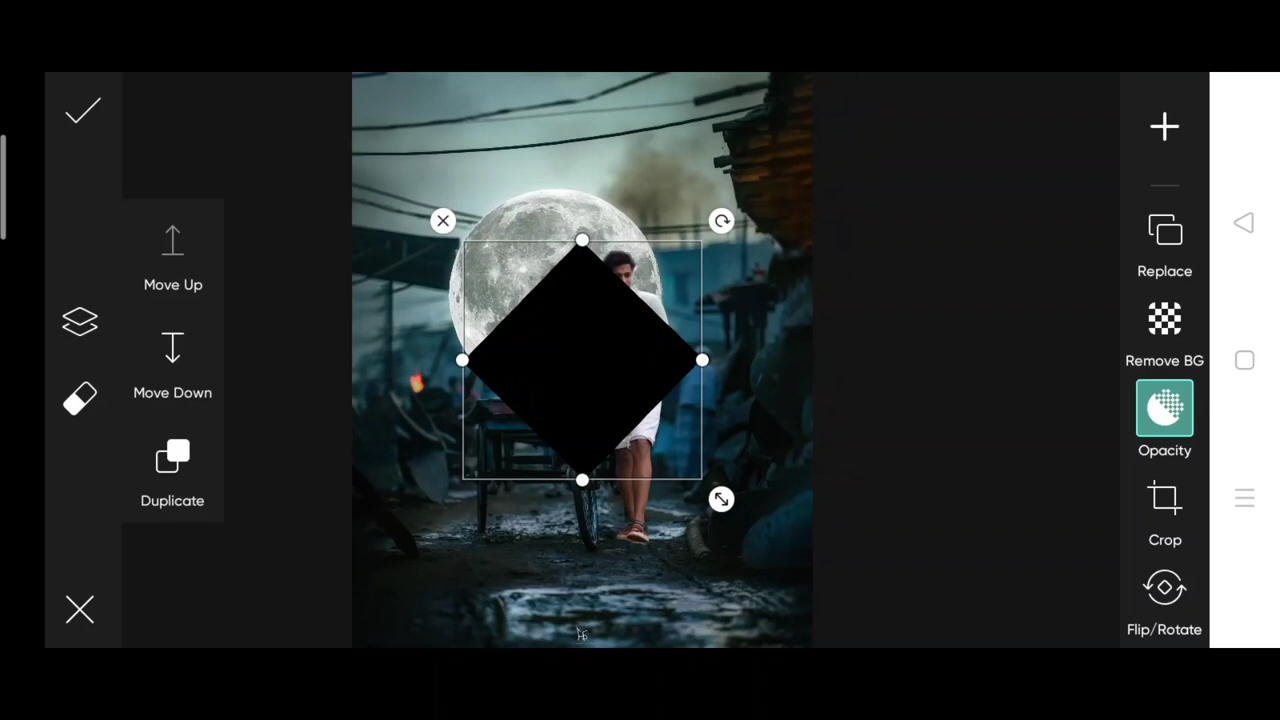 Move Up
Move Down
Duplicate
Replace
Remove BG
Opacity
Crop
Flip/Rotate